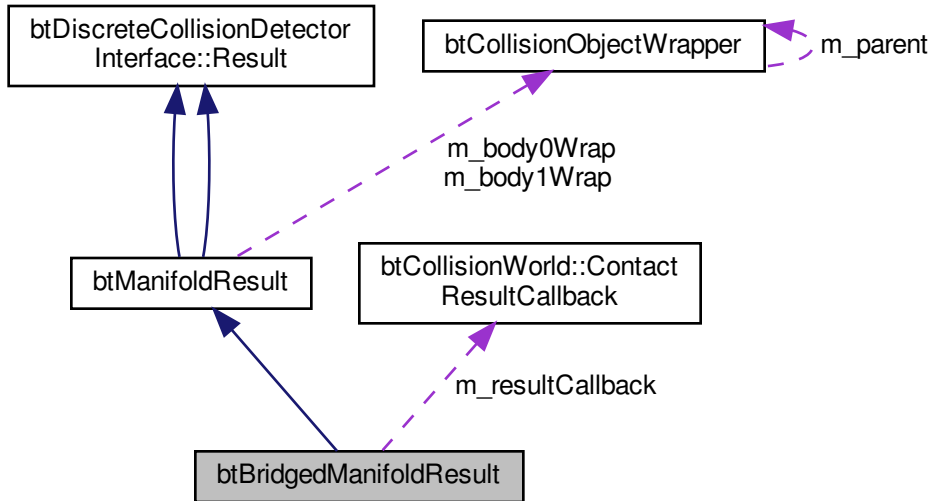 btDiscreteCollisionDetector
Interface::Result
btCollisionObjectWrapper
m_parent
m_body0Wrap
m_body1Wrap
btManifoldResult
btCollisionWorld::Contact
ResultCallback
m_resultCallback
btBridgedManifoldResult